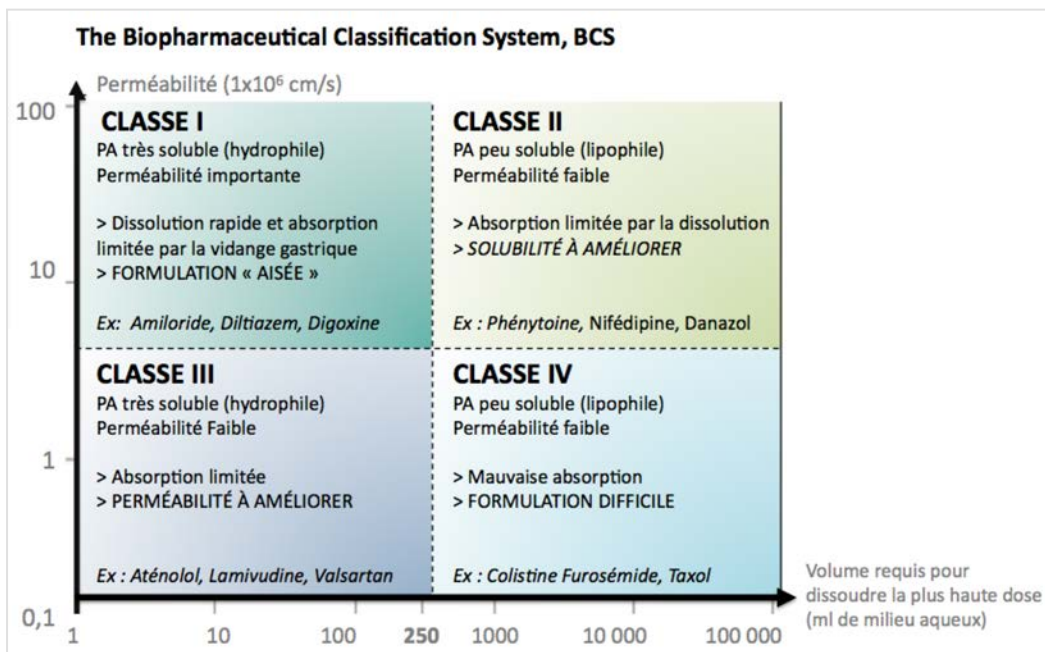 The Biopharmaceutical Classification System, BCS
Perméabilité (1x10⁶ cm/s)
100
10
1
0,1
CLASSE I
PA très soluble (hydrophile)
Perméabilité importante
> Dissolution rapide et absorption
limitée par la vidange gastrique
> FORMULATION « AISÉE »
Ex: Amiloride, Diltiazem, Digoxine
CLASSE II
PA peu soluble (lipophile)
Perméabilité faible
> Absorption limitée par la dissolution
> SOLUBILITÉ À AMÉLIORER
Ex : Phénytoine, Nifédipine, Danazol
CLASSE III
PA très soluble (hydrophile)
Perméabilité Faible
> Absorption limitée
> PERMÉABILITÉ À AMÉLIORER
Ex : Aténolol, Lamivudine, Valsartan
CLASSE IV
PA peu soluble (lipophile)
Perméabilité faible
> Mauvaise absorption
> FORMULATION DIFFICILE
Ex : Colistine Furosémide, Taxol
Volume requis pour
dissoudre la plus haute dose
(ml de milieu aqueux)
1 10 100 250 1000 10 000 100 000